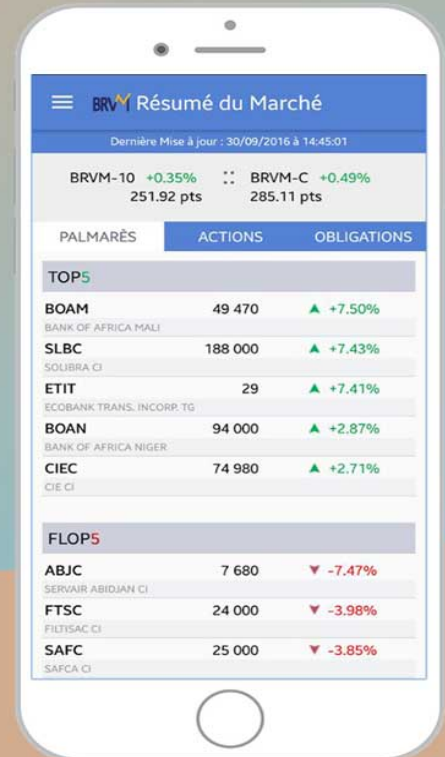 BRVM Résumé du Marché
Dernière Mise à jour : 30/09/2016 à 14:45:01
BRVM-10 +0.35% :: BRVM-C +0.49%
251.92 pts 285.11 pts
PALMARÈS ACTIONS OBLIGATIONS
TOP5
BOAM 49 470 ▲ +7.50%
BANK OF AFRICA MALI
SLBC 188 000 ▲ +7.43%
SOLIBRA CI
ETIT 29 ▲ +7.41%
ECOBANK TRANS. INCORP. TG
BOAN 94 000 ▲ +2.87%
BANK OF AFRICA NIGER
CIEC 74 980 ▲ +2.71%
CIE CI
FLOP5
ABJC 7 680 ▼ -7.47%
SERVAIR ABIDJAN CI
FTSC 24 000 ▼ -3.98%
FILTISAC CI
SAFC 25 000 ▼ -3.85%
SAFCA CI